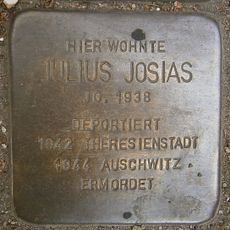 HIER WOHNTE
JULIUS JOSIAS
JG. 1938
DEPORTIERT
1942 THERESIENSTADT
1944 AUSCHWITZ
ERMORDET